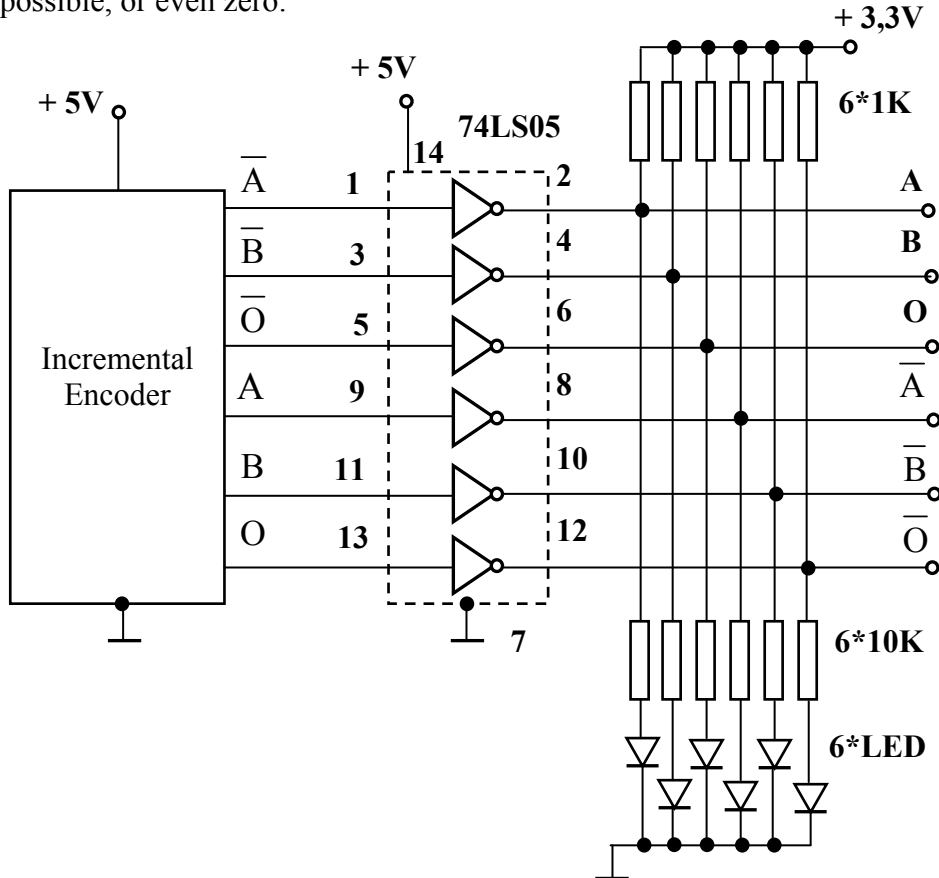 possible, or even zero.
+ 3,3V
+ 5V
+ 5V
6*1K
74LS05
14
A̅
1
2
A
B̅
3
4
B
O̅
5
6
O
Incremental
Encoder
A
9
8
A̅
B
11
10
B̅
O
13
12
O̅
7
6*10K
6*LED